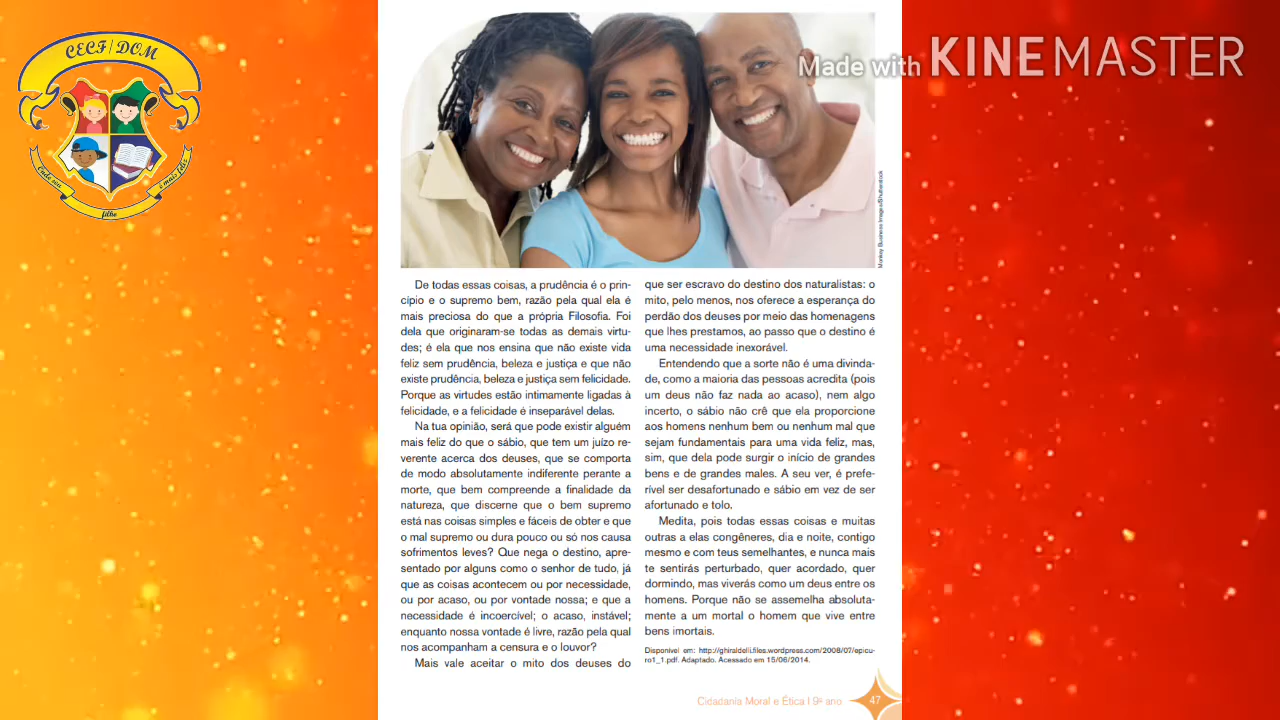 CECF/DOM
Onde seu
filho
é mais feliz
Made with KINEMASTER
Monkey Business Images/Shutterstock
De todas essas coisas, a prudência é o prin-
cípio e o supremo bem, razão pela qual ela é
mais preciosa do que a própria Filosofia. Foi
dela que originaram-se todas as demais virtu-
des; é ela que nos ensina que não existe vida
feliz sem prudência, beleza e justiça e que não
existe prudência, beleza e justiça sem felicidade.
Porque as virtudes estão intimamente ligadas à
felicidade, e a felicidade é inseparável delas.
Na tua opinião, será que pode existir alguém
mais feliz do que o sábio, que tem um juízo re-
verente acerca dos deuses, que se comporta
de modo absolutamente indiferente perante a
morte, que bem compreende a finalidade da
natureza, que discerne que o bem supremo
está nas coisas simples e fáceis de obter e que
o mal supremo ou dura pouco ou só nos causa
sofrimentos leves? Que nega o destino, apre-
sentado por alguns como o senhor de tudo, já
que as coisas acontecem ou por necessidade,
ou por acaso, ou por vontade nossa; e que a
necessidade é incoercível; o acaso, instável;
enquanto nossa vontade é livre, razão pela qual
nos acompanham a censura e o louvor?
Mais vale aceitar o mito dos deuses do
que ser escravo do destino dos naturalistas: o
mito, pelo menos, nos oferece a esperança do
perdão dos deuses por meio das homenagens
que lhes prestamos, ao passo que o destino é
uma necessidade inexorável.
Entendendo que a sorte não é uma divinda-
de, como a maioria das pessoas acredita (pois
um deus não faz nada ao acaso), nem algo
incerto, o sábio não crê que ela proporcione
aos homens nenhum bem ou nenhum mal que
sejam fundamentais para uma vida feliz, mas,
sim, que dela pode surgir o início de grandes
bens e de grandes males. A seu ver, é prefe-
rível ser desafortunado e sábio em vez de ser
afortunado e tolo.
Medita, pois todas essas coisas e muitas
outras a elas congêneres, dia e noite, contigo
mesmo e com teus semelhantes, e nunca mais
te sentirás perturbado, quer acordado, quer
dormindo, mas viverás como um deus entre os
homens. Porque não se assemelha absoluta-
mente a um mortal o homem que vive entre
bens imortais.
Disponível em: http://ghiraldelli.files.wordpress.com/2008/07/epicu-
ro1_1.pdf. Adaptado. Acessado em 15/06/2014.
Cidadania Moral e Ética I 9º ano
47